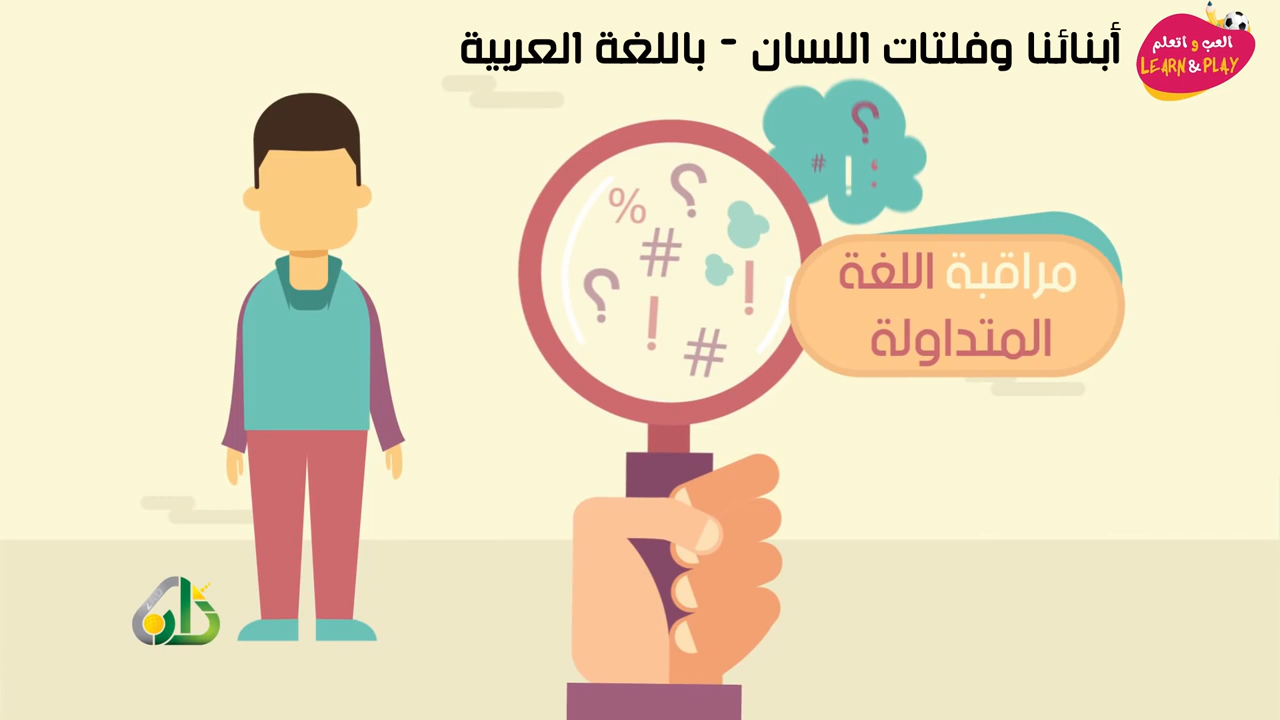 أبنائنا وفلتات اللسان - باللغة العربية
العب و اتعلم
LEARN & PLAY
؟
# ! ؛
% ؟
#
؟ ! !
#
مراقبة اللغة
المتداولة